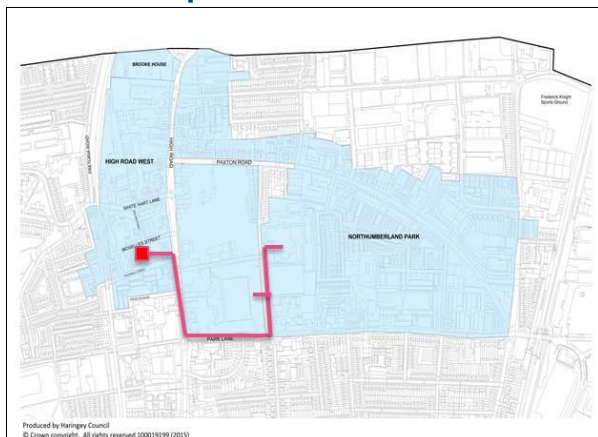 BROOKE HOUSE
Frederick Knight
Sports Ground
HIGH ROAD WEST
HIGH ROAD
PAXTON ROAD
WHITE HART LANE
NORTHUMBERLAND PARK
MOSELLE STREET
PARK LANE
Produced by Haringey Council
© Crown copyright. All rights reserved 100019199 (2015)